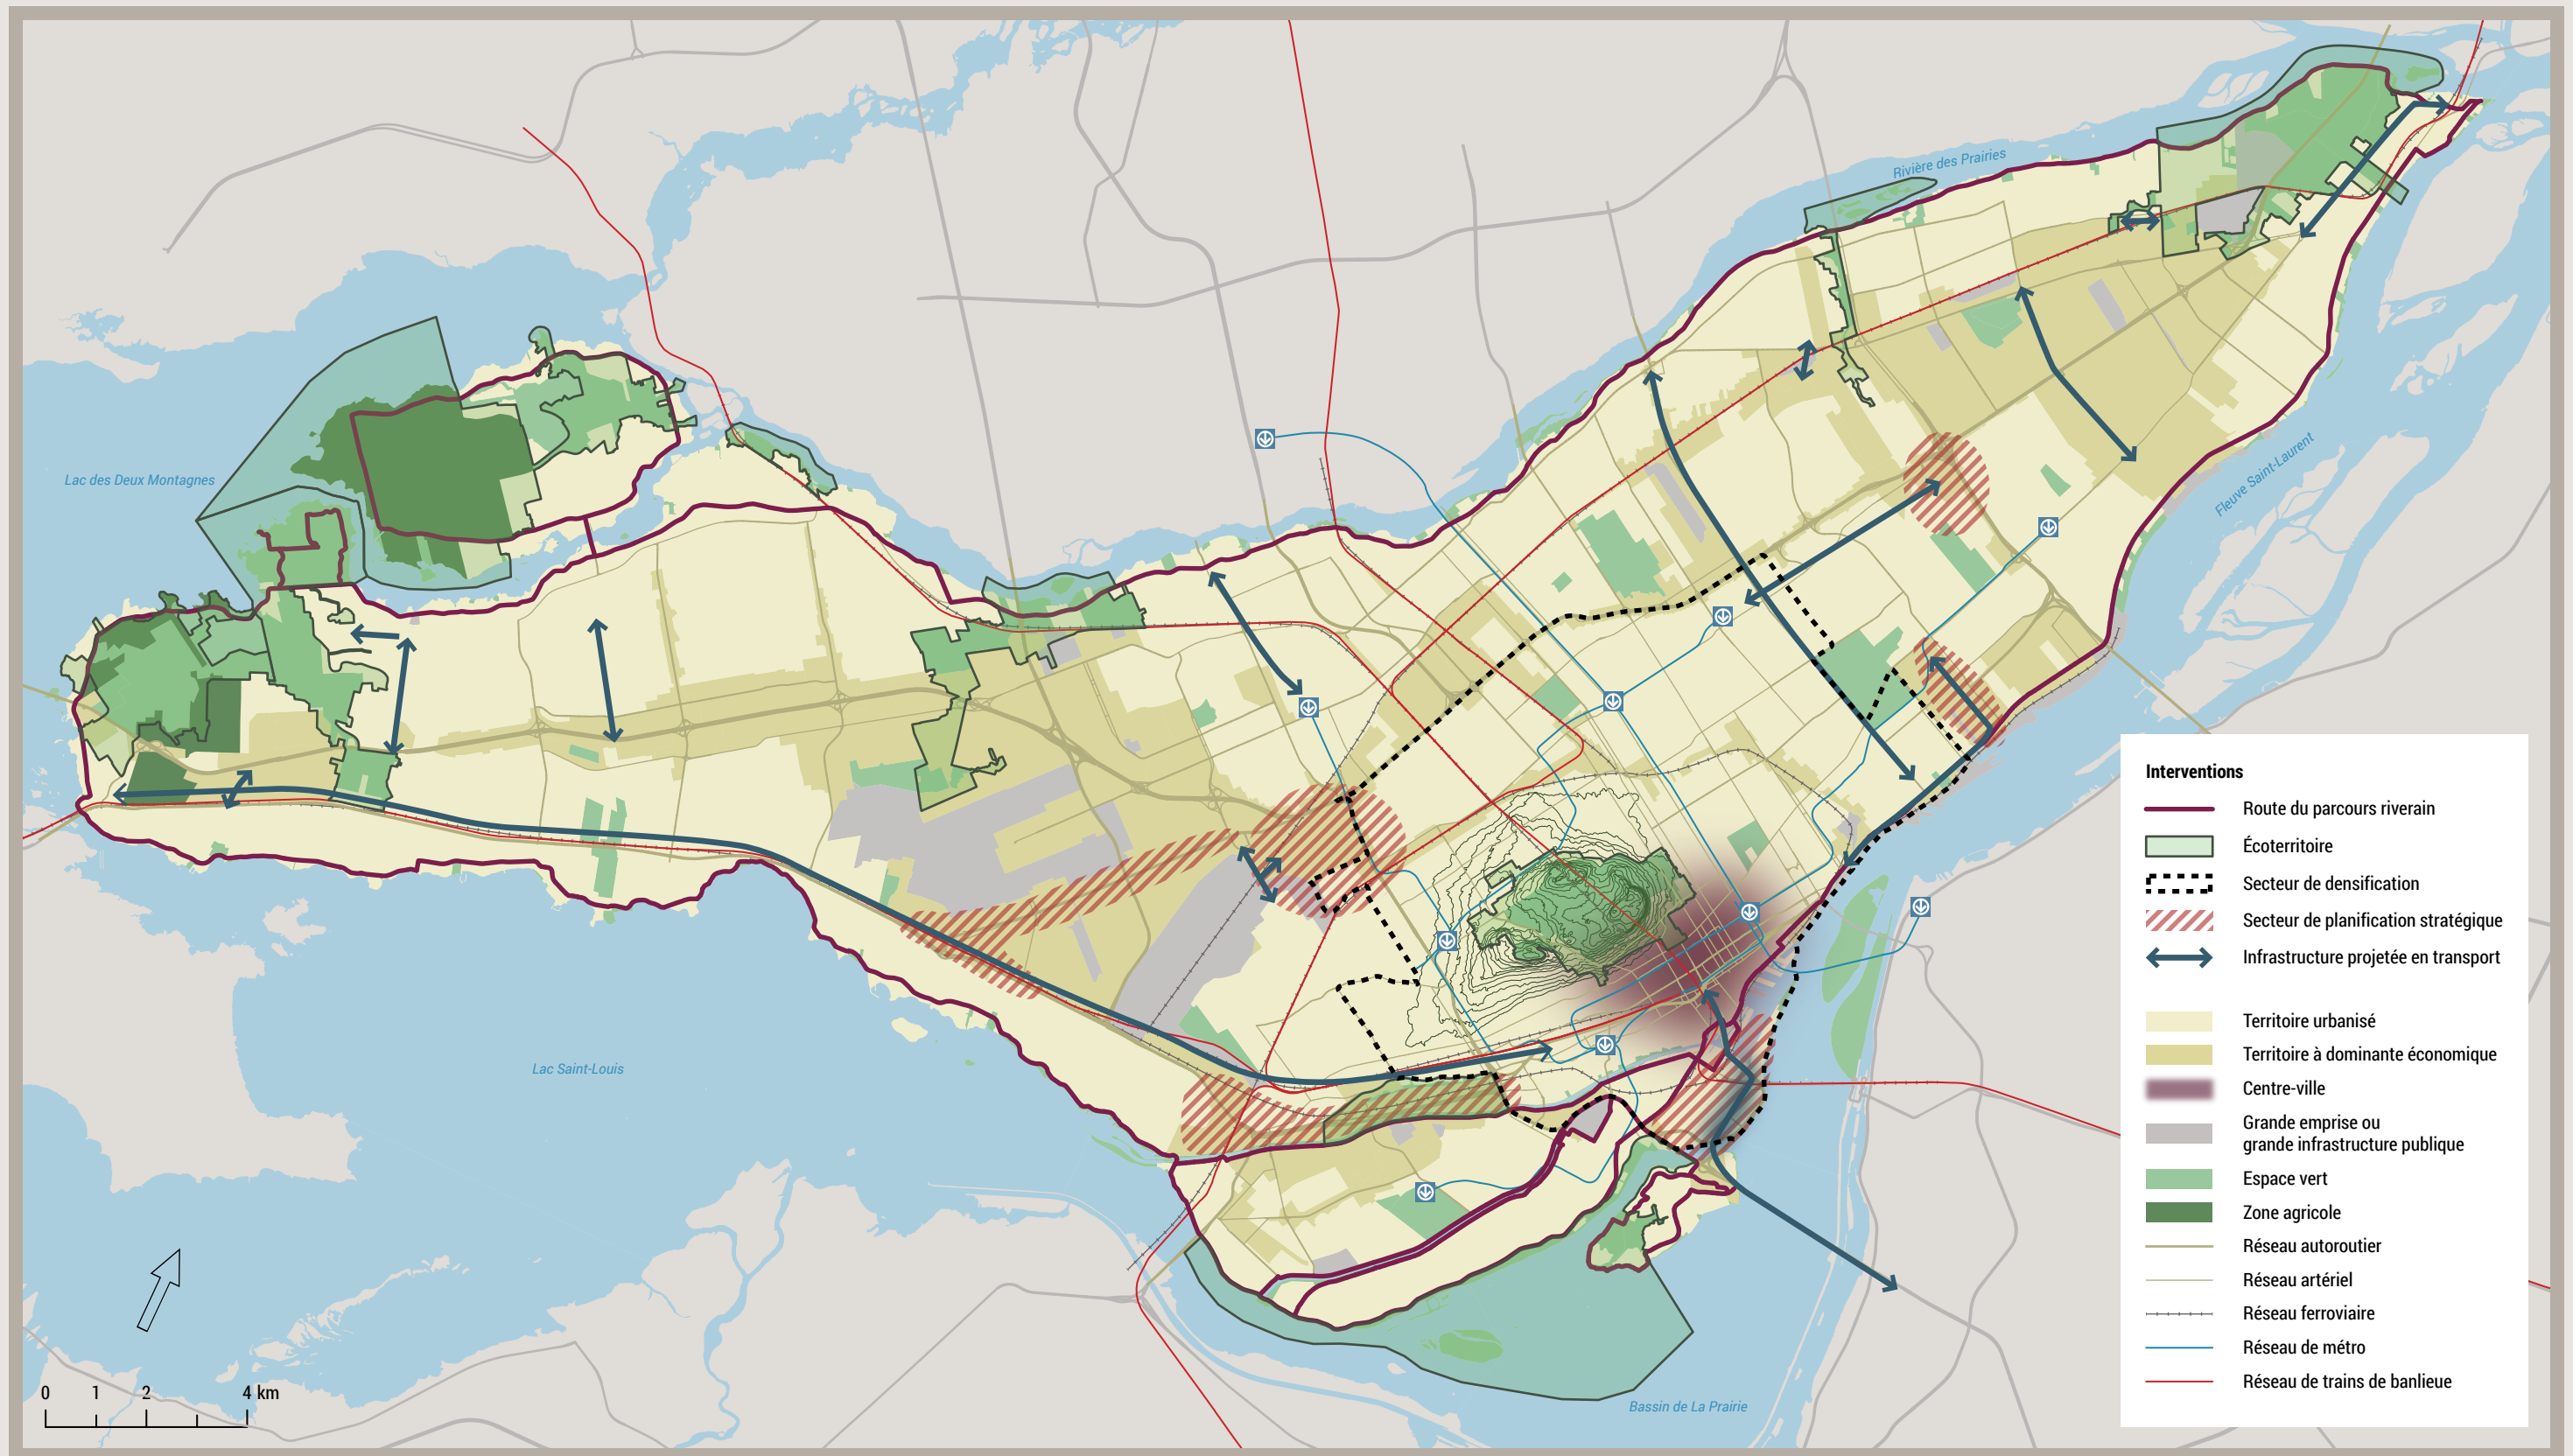 Rivière des Prairies
Lac des Deux Montagnes
Fleuve Saint-Laurent
Lac Saint-Louis
Bassin de La Prairie
0 1 2 4 km
Interventions
Route du parcours riverain
Écoterritoire
Secteur de densification
Secteur de planification stratégique
Infrastructure projetée en transport
Territoire urbanisé
Territoire à dominante économique
Centre-ville
Grande emprise ou
grande infrastructure publique
Espace vert
Zone agricole
Réseau autoroutier
Réseau artériel
Réseau ferroviaire
Réseau de métro
Réseau de trains de banlieue